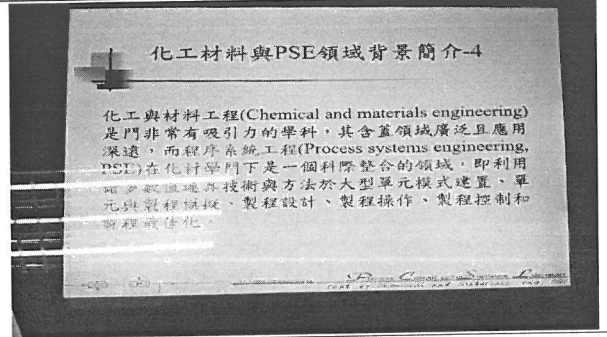 化工材料與PSE領域背景簡介-4
化工與材料工程(Chemical and materials engineering)
是門非常有吸引力的學科，其含蓋領域廣泛且應用
深遠，而程序系統工程(Process systems engineering,
PSE)在化材學門下是一個科際整合的領域，即利用
諸多數值運算技術與方法於大型單元模式建置、單
元與製程模擬、製程設計、製程操作、製程控制和
製程最佳化。